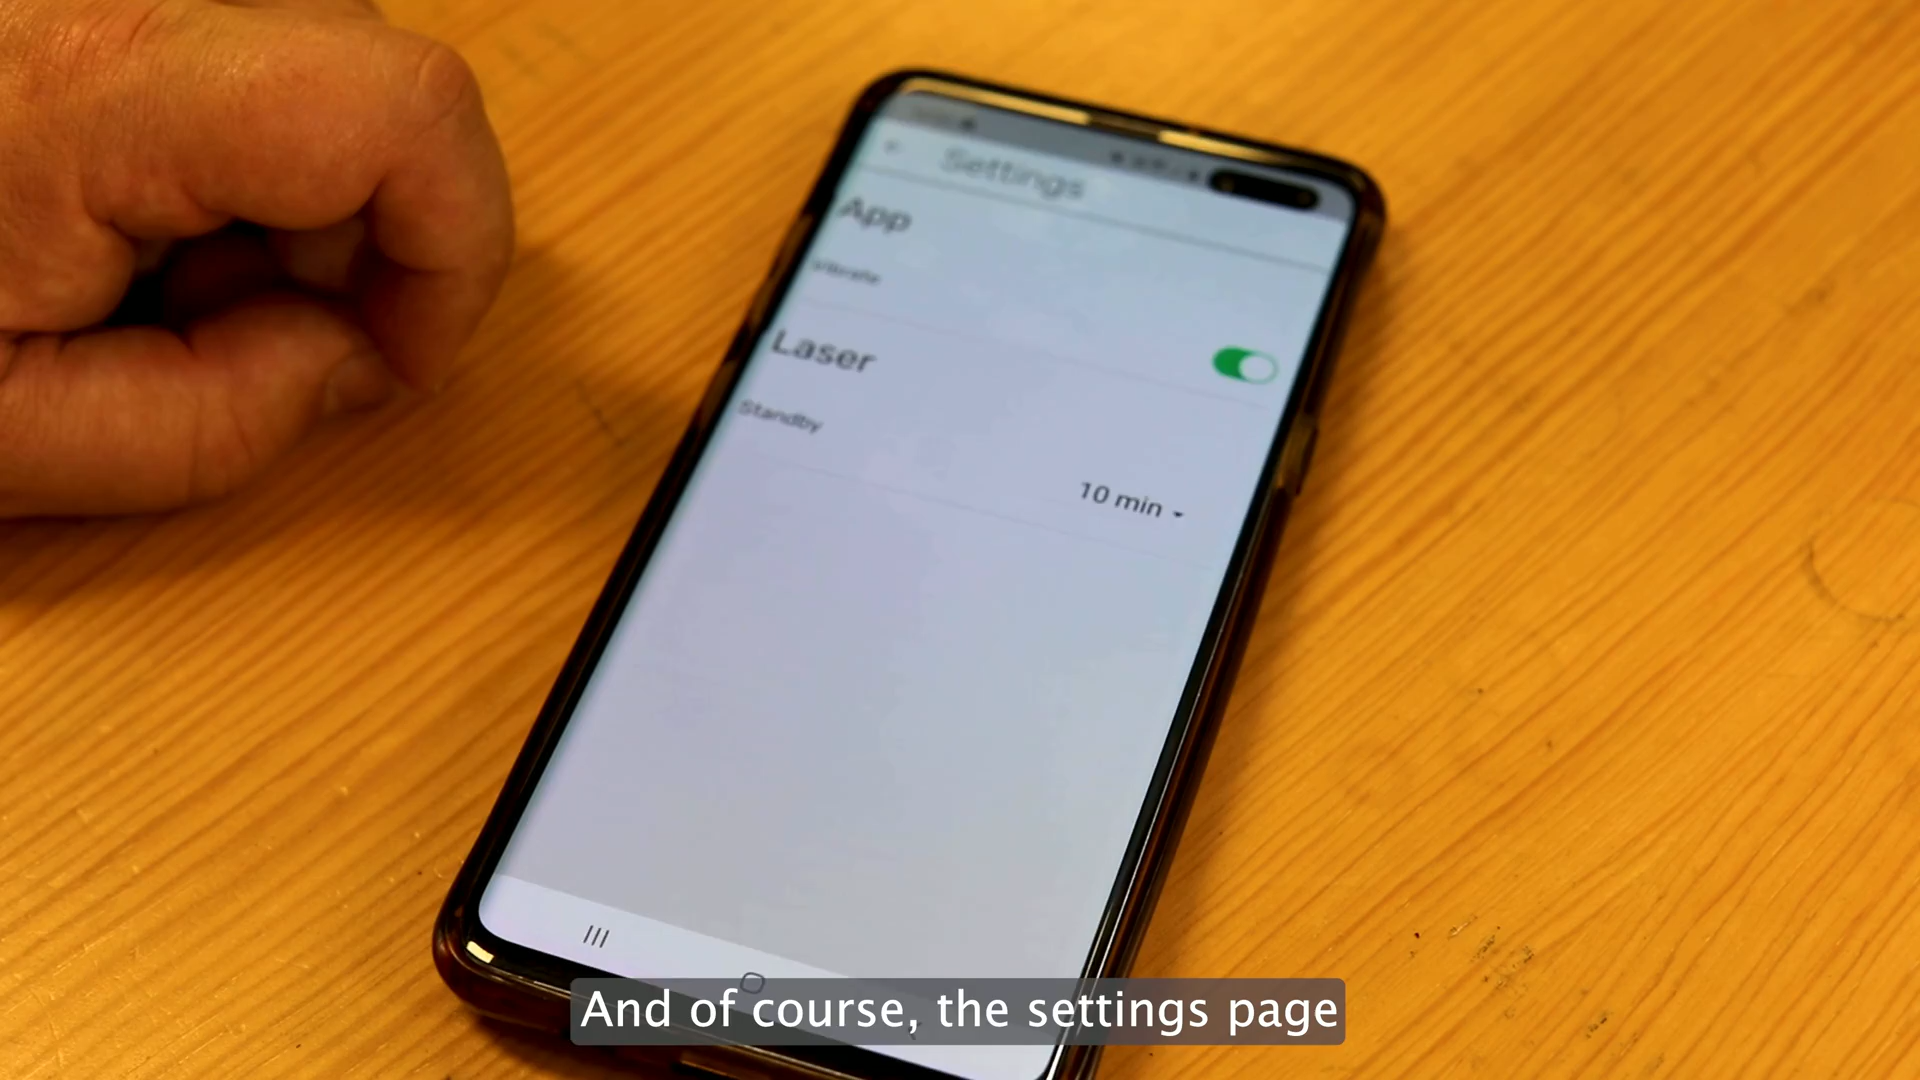 Settings
App
Vibrate
Laser
Standby
10 min
And of course, the settings page